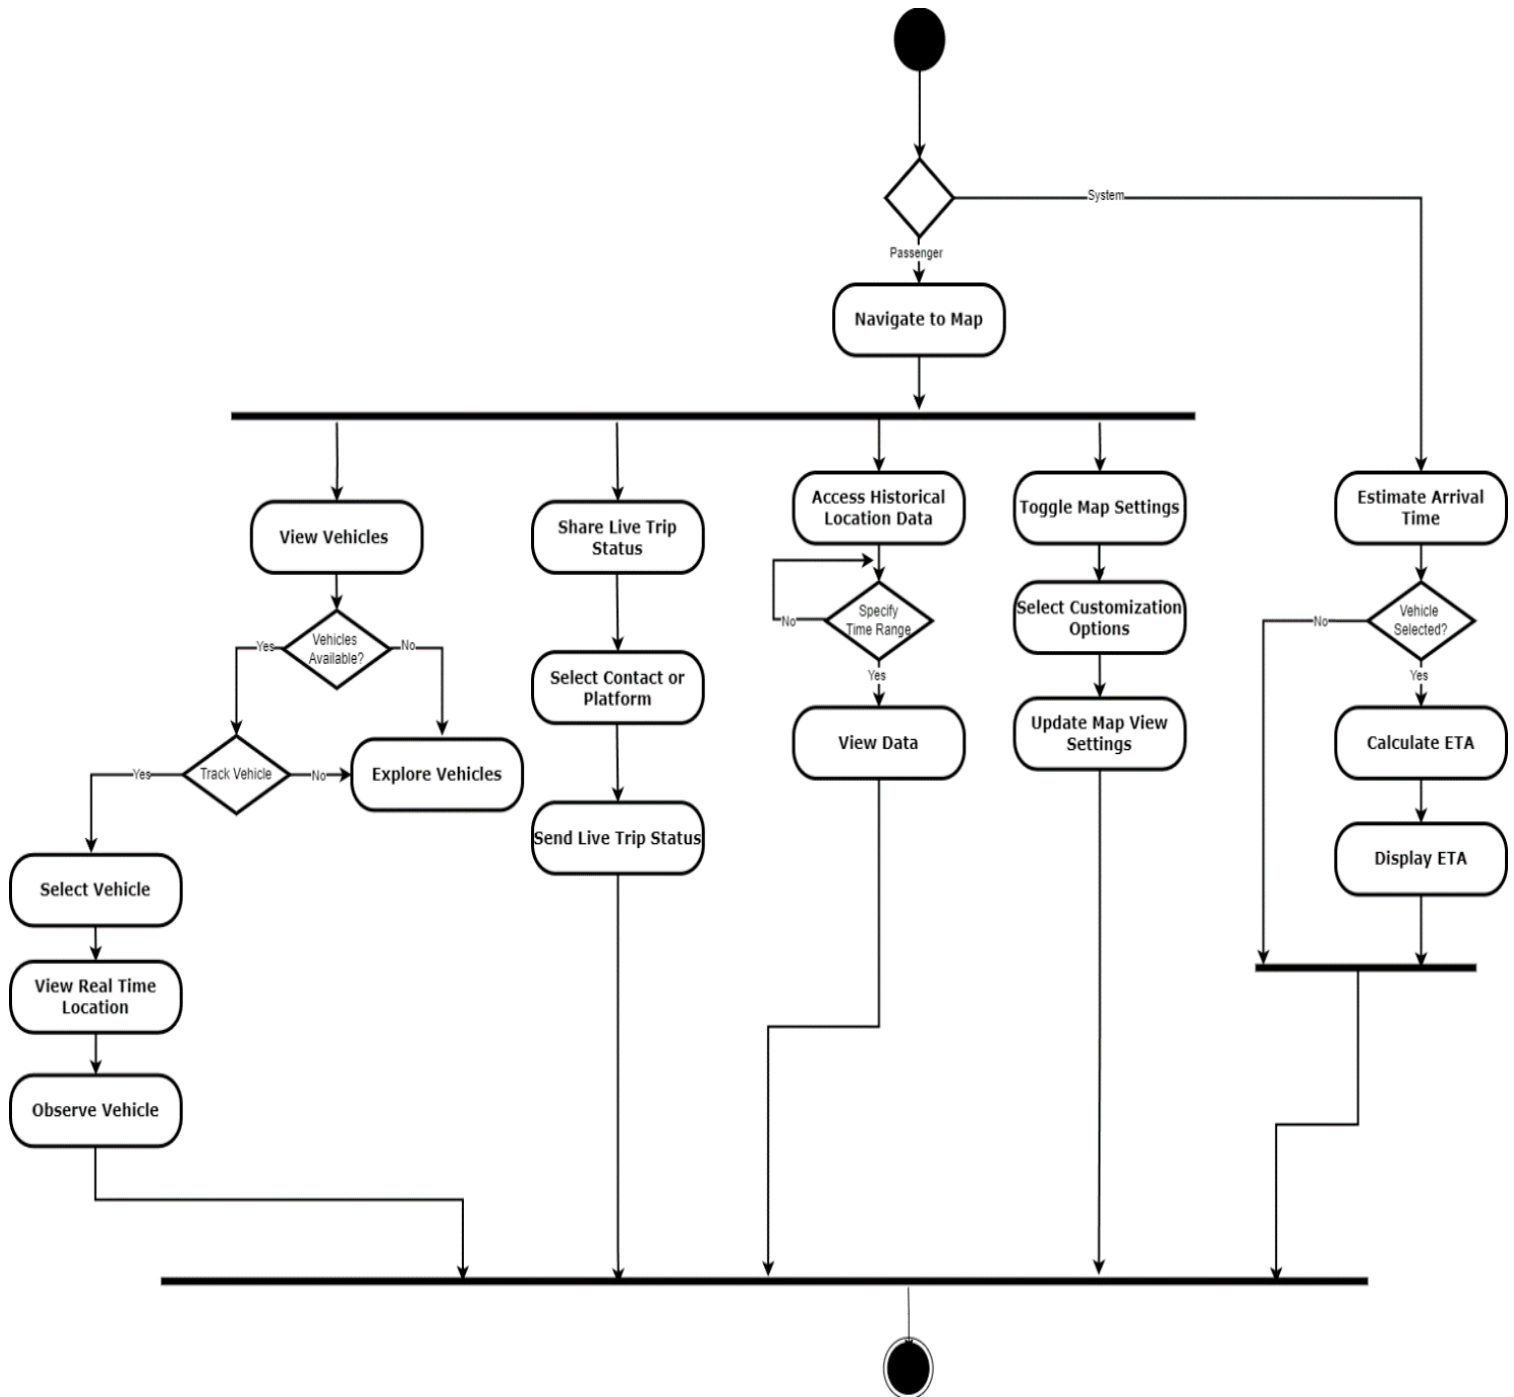 System
Passenger
Navigate to Map
View Vehicles
Vehicles
Available?
Yes
No
Track Vehicle
Yes
No
Explore Vehicles
Select Vehicle
View Real Time
Location
Observe Vehicle
Share Live Trip
Status
Select Contact or
Platform
Send Live Trip Status
Access Historical
Location Data
Specify
Time Range
No
Yes
View Data
Toggle Map Settings
Select Customization
Options
Update Map View
Settings
Estimate Arrival
Time
Vehicle
Selected?
No
Yes
Calculate ETA
Display ETA